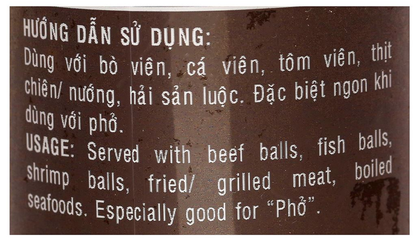 HƯỚNG DẪN SỬ DỤNG:
Dùng với bò viên, cá viên, tôm viên, thịt
chiên/ nướng, hải sản luộc. Đặc biệt ngon khi
dùng với phở.
USAGE: Served with beef balls, fish balls,
shrimp balls, fried/ grilled meat, boiled
seafoods. Especially good for “Phở”.